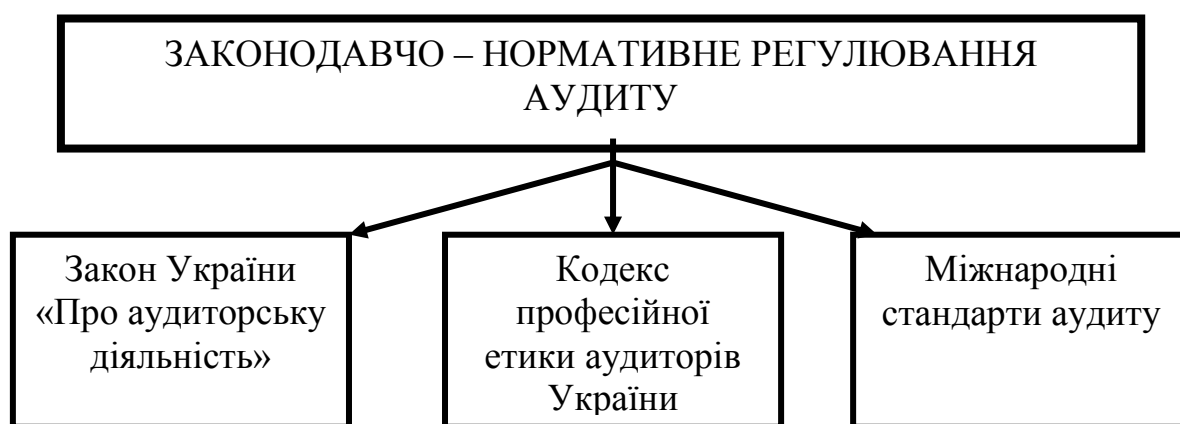 ЗАКОНОДАВЧО – НОРМАТИВНЕ РЕГУЛЮВАННЯ
АУДИТУ
Закон України
«Про аудиторську
діяльність»
Кодекс
професійної
етики аудиторів
України
Міжнародні
стандарти аудиту